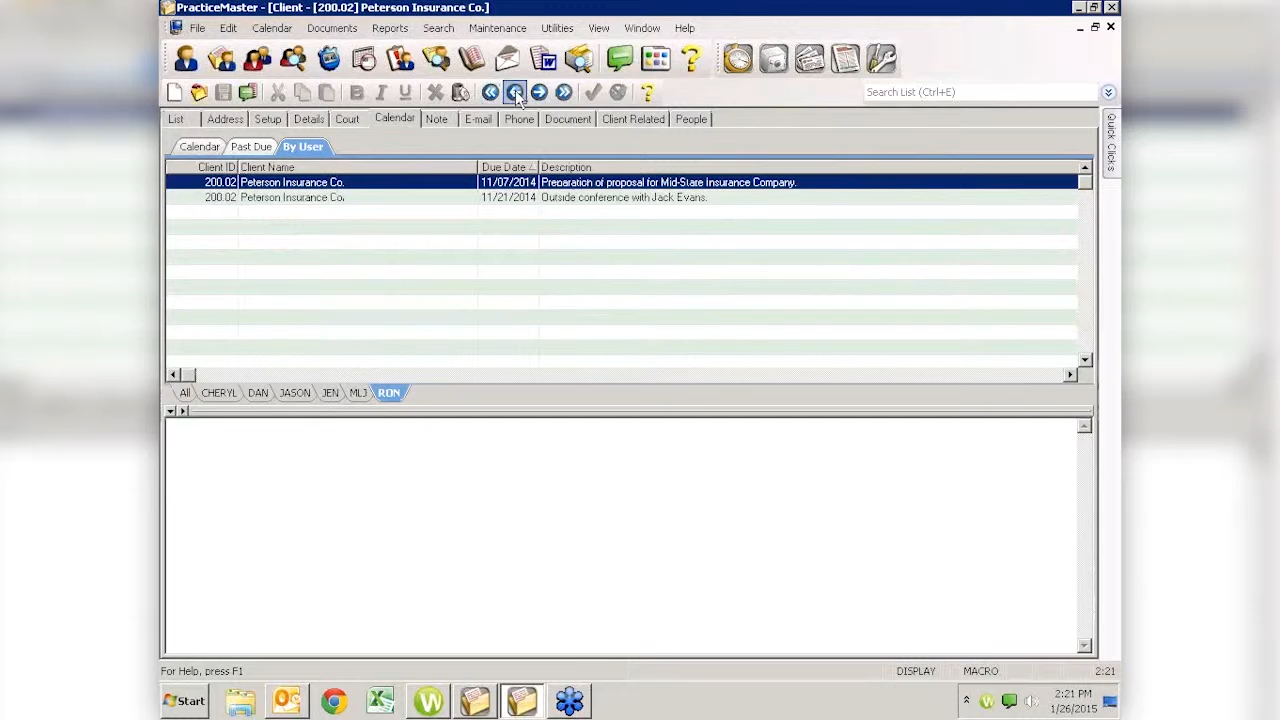 PracticeMaster - [Client - [200.02] Peterson Insurance Co.]
File Edit Calendar Documents Reports Search Maintenance Utilities View Window Help
Search List (Ctrl+E)
List Address Setup Details Court Calendar Note E-mail Phone Document Client Related People
Quick Clicks
Calendar Past Due By User
Client ID Client Name Due Date Description
200.02 Peterson Insurance Co. 11/07/2014 Preparation of proposal for Mid-Stare Insurance Company.
200.02 Peterson Insurance Co. 11/21/2014 Outside conference with Jack Evans.
All CHERYL DAN JASON JEN MLJ RON
For Help, press F1 DISPLAY MACRO 2:21
Start 2:21 PM
1/26/2015